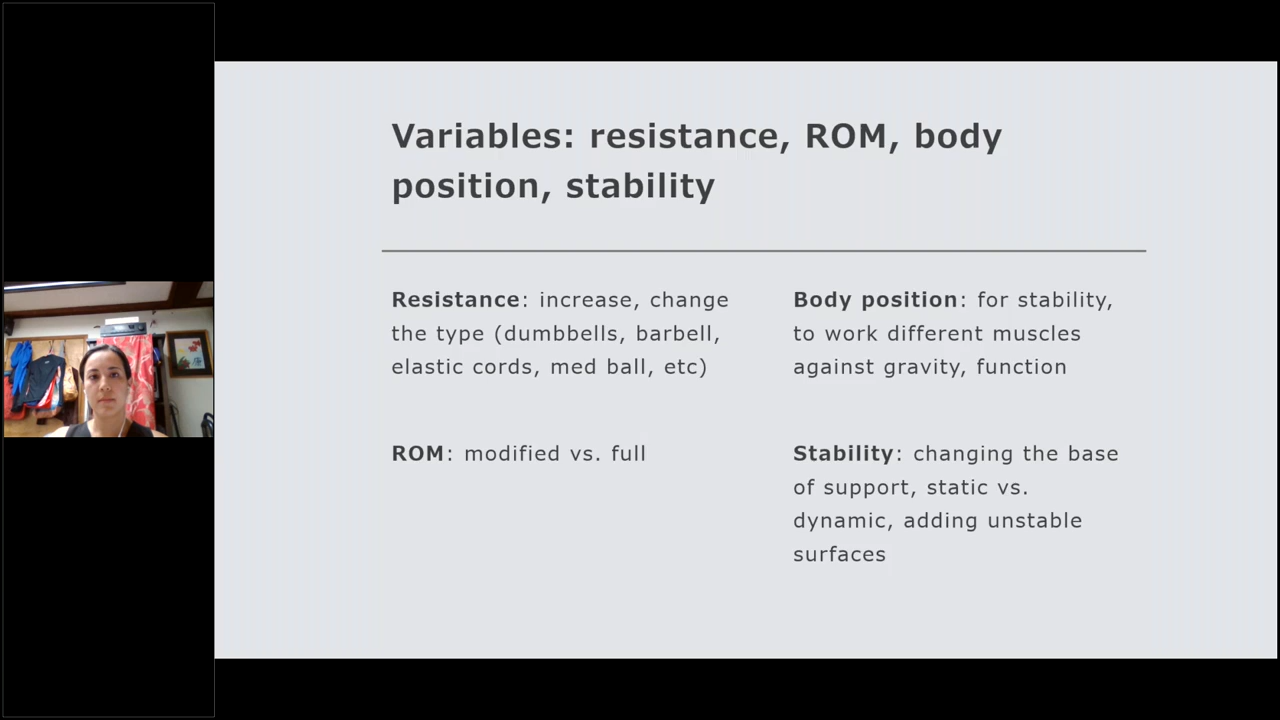 Variables: resistance, ROM, body
position, stability
Resistance: increase, change
the type (dumbbells, barbell,
elastic cords, med ball, etc)
ROM: modified vs. full
Body position: for stability,
to work different muscles
against gravity, function
Stability: changing the base
of support, static vs.
dynamic, adding unstable
surfaces